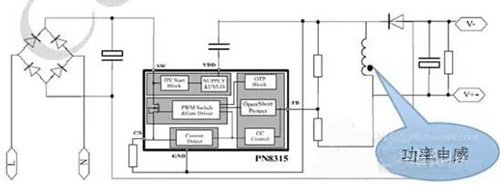 SW
VDD
HV Start
Block
SUPPLY
&UVLO
OTP
Block
V-
PWM Switch
&Gate Driver
Open/Short
Protect
FB
V+
CS
Current
Detect
CC
Control
GND
PN8315
L
N
功率电感